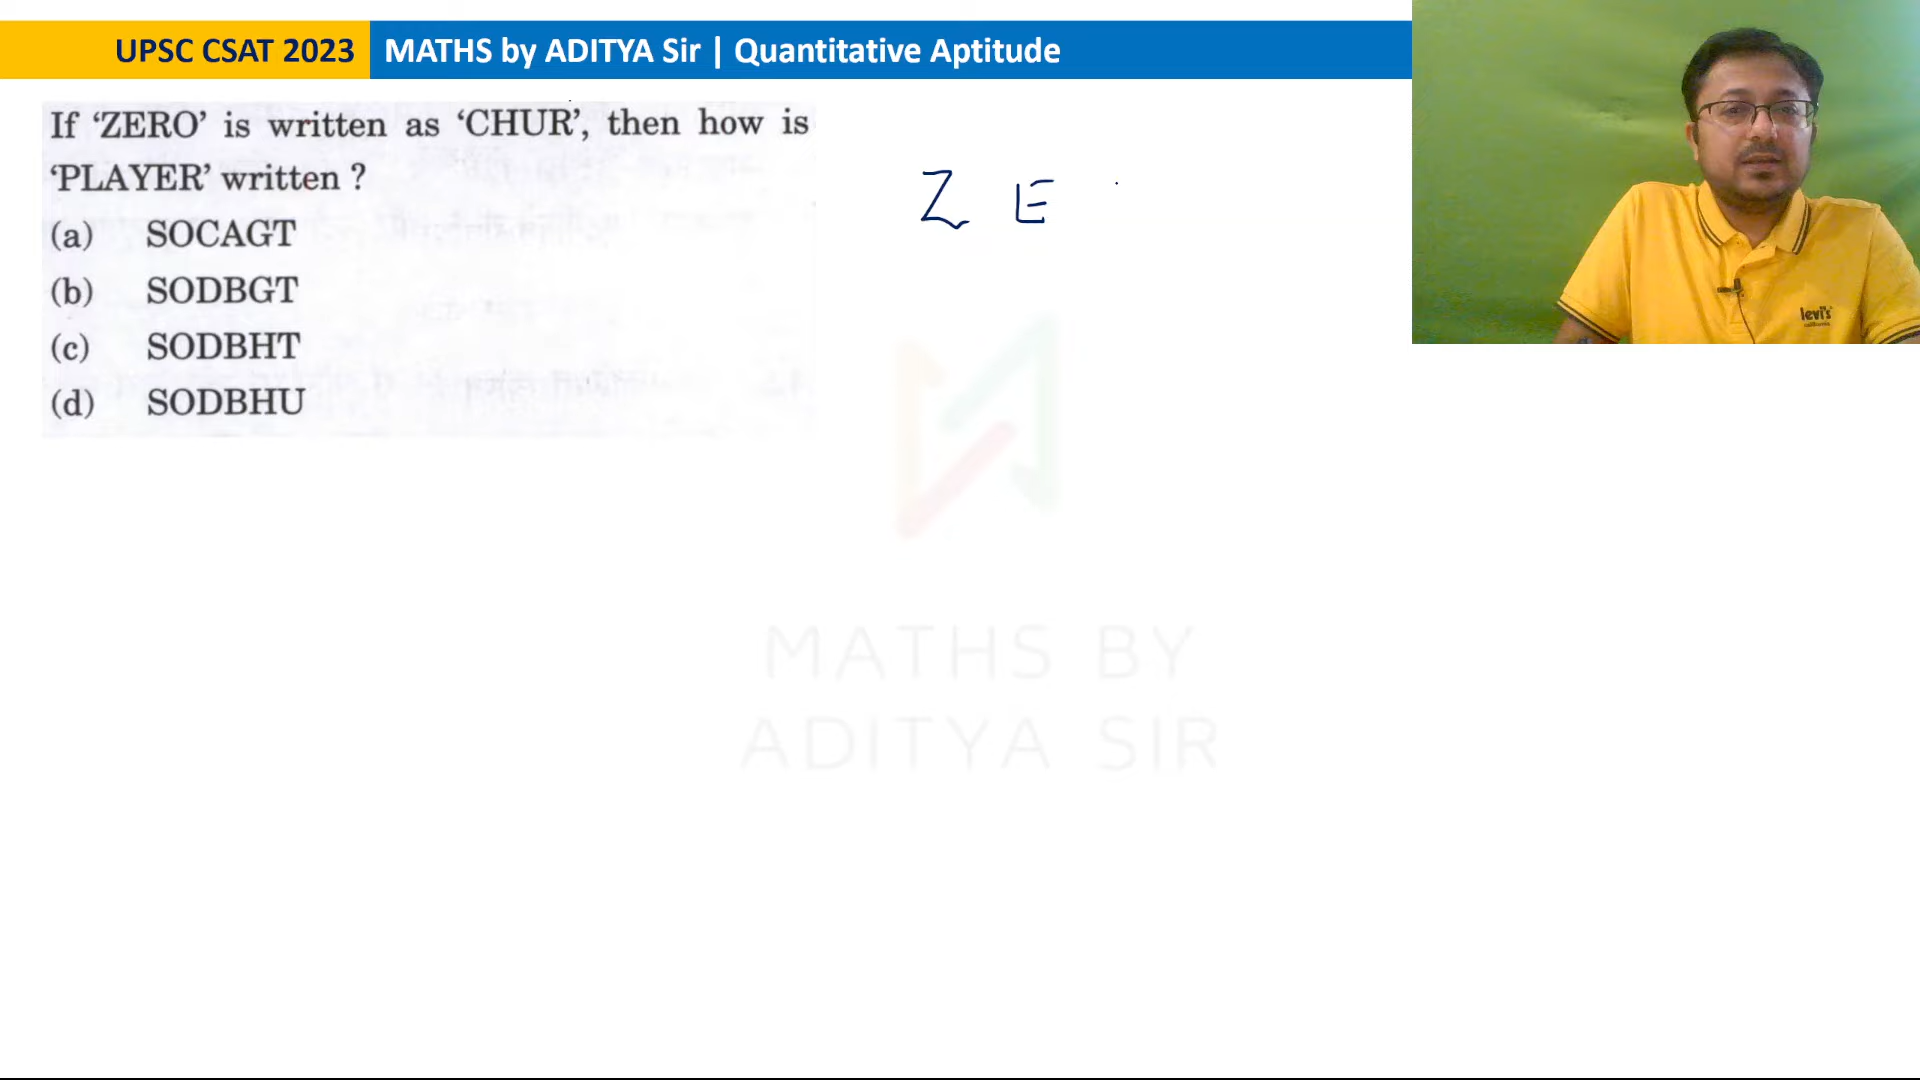 UPSC CSAT 2023
MATHS by ADITYA Sir | Quantitative Aptitude
If ‘ZERO’ is written as ‘CHUR’, then how is
‘PLAYER’ written ?
(a) SOCAGT
(b) SODBGT
(c) SODBHT
(d) SODBHU
Z E
levi's
MATHS BY
ADITYA SIR